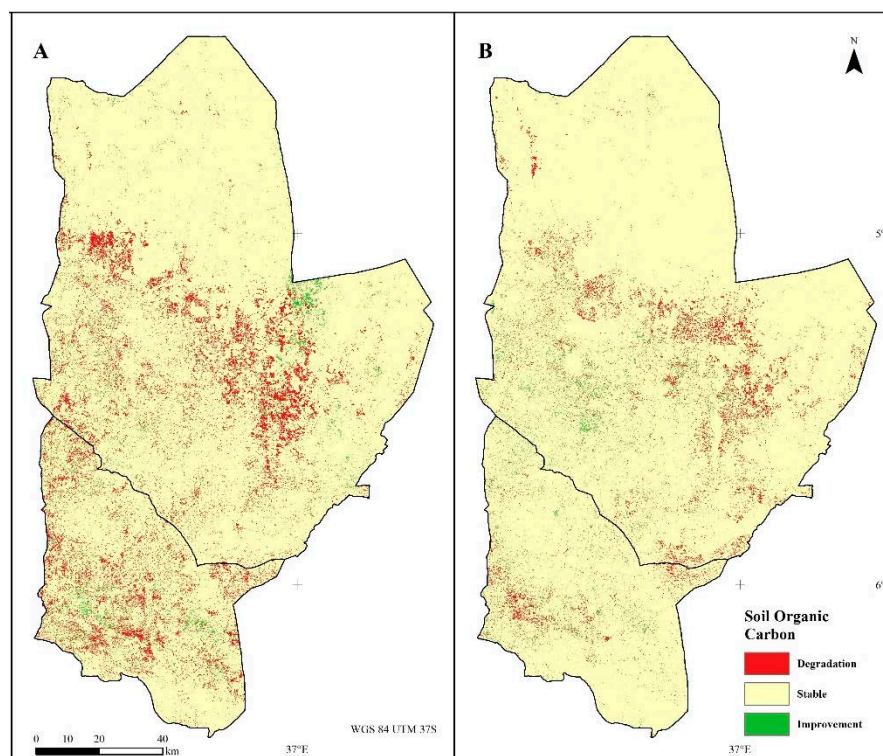 A
B
N
5°
6°
Soil Organic
Carbon
Degradation
Stable
Improvement
WGS 84 UTM 37S
0 10 20 40
km
37°E
37°E